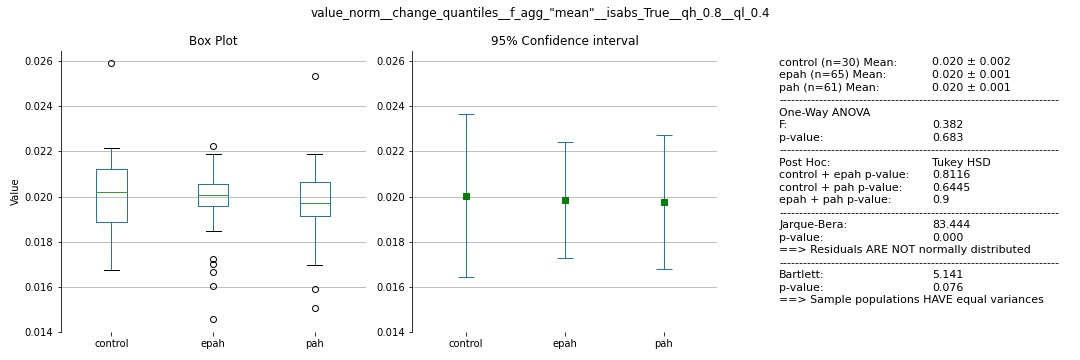 value_norm__change_quantiles__f_agg_"mean"__isabs_True__qh_0.8__ql_0.4
Box Plot
0.026
0.024
0.022
0.020
0.018
0.016
0.014
Value
control
epah
pah
95% Confidence interval
0.026
0.024
0.022
0.020
0.018
0.016
0.014
control
epah
pah
control (n=30) Mean: 0.020 ± 0.002
epah (n=65) Mean: 0.020 ± 0.001
pah (n=61) Mean: 0.020 ± 0.001
One-Way ANOVA
F: 0.382
p-value: 0.683
Post Hoc: Tukey HSD
control + epah p-value: 0.8116
control + pah p-value: 0.6445
epah + pah p-value: 0.9
Jarque-Bera: 83.444
p-value: 0.000
==> Residuals ARE NOT normally distributed
Bartlett: 5.141
p-value: 0.076
==> Sample populations HAVE equal variances